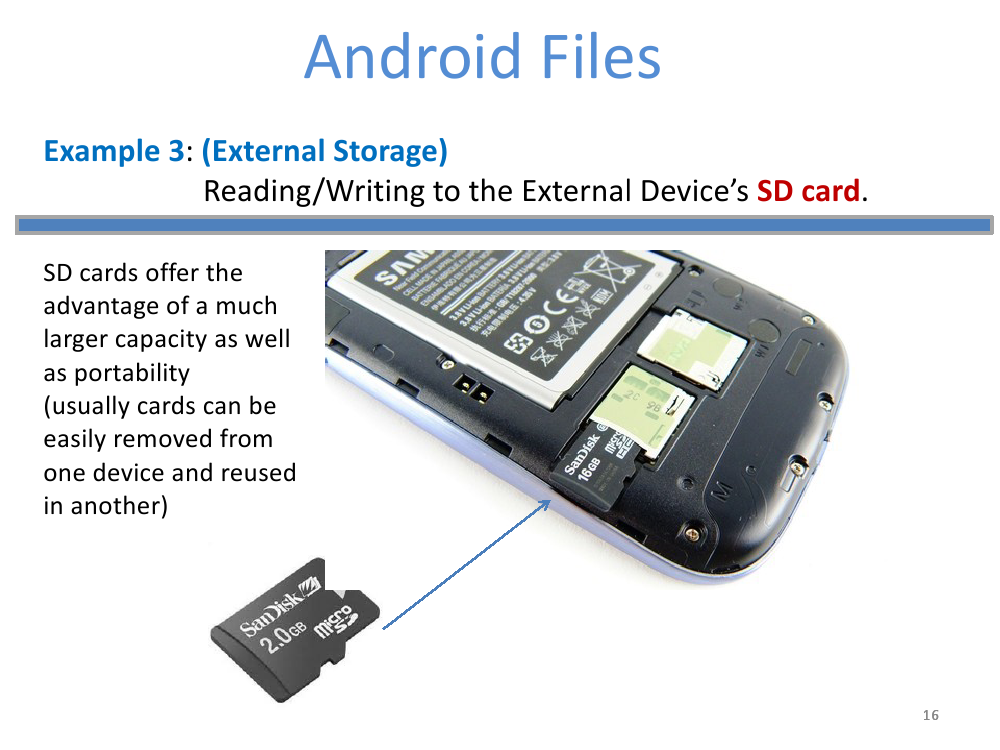 Android Files
Example 3: (External Storage)
Reading/Writing to the External Device’s SD card.
SD cards offer the
advantage of a much
larger capacity as well
as portability
(usually cards can be
easily removed from
one device and reused
in another)
SAM
SanDisk
16GB
SanDisk
2.0GB
micro
SD
16